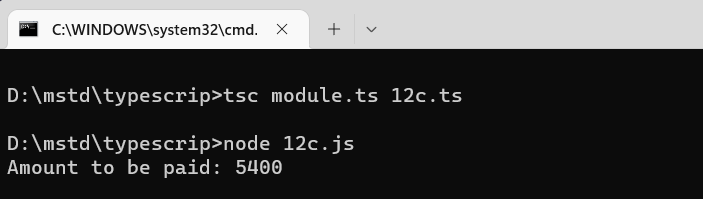 C:\WINDOWS\system32\cmd.
D:\mstd\typescrip>tsc module.ts 12c.ts
D:\mstd\typescrip>node 12c.js
Amount to be paid: 5400